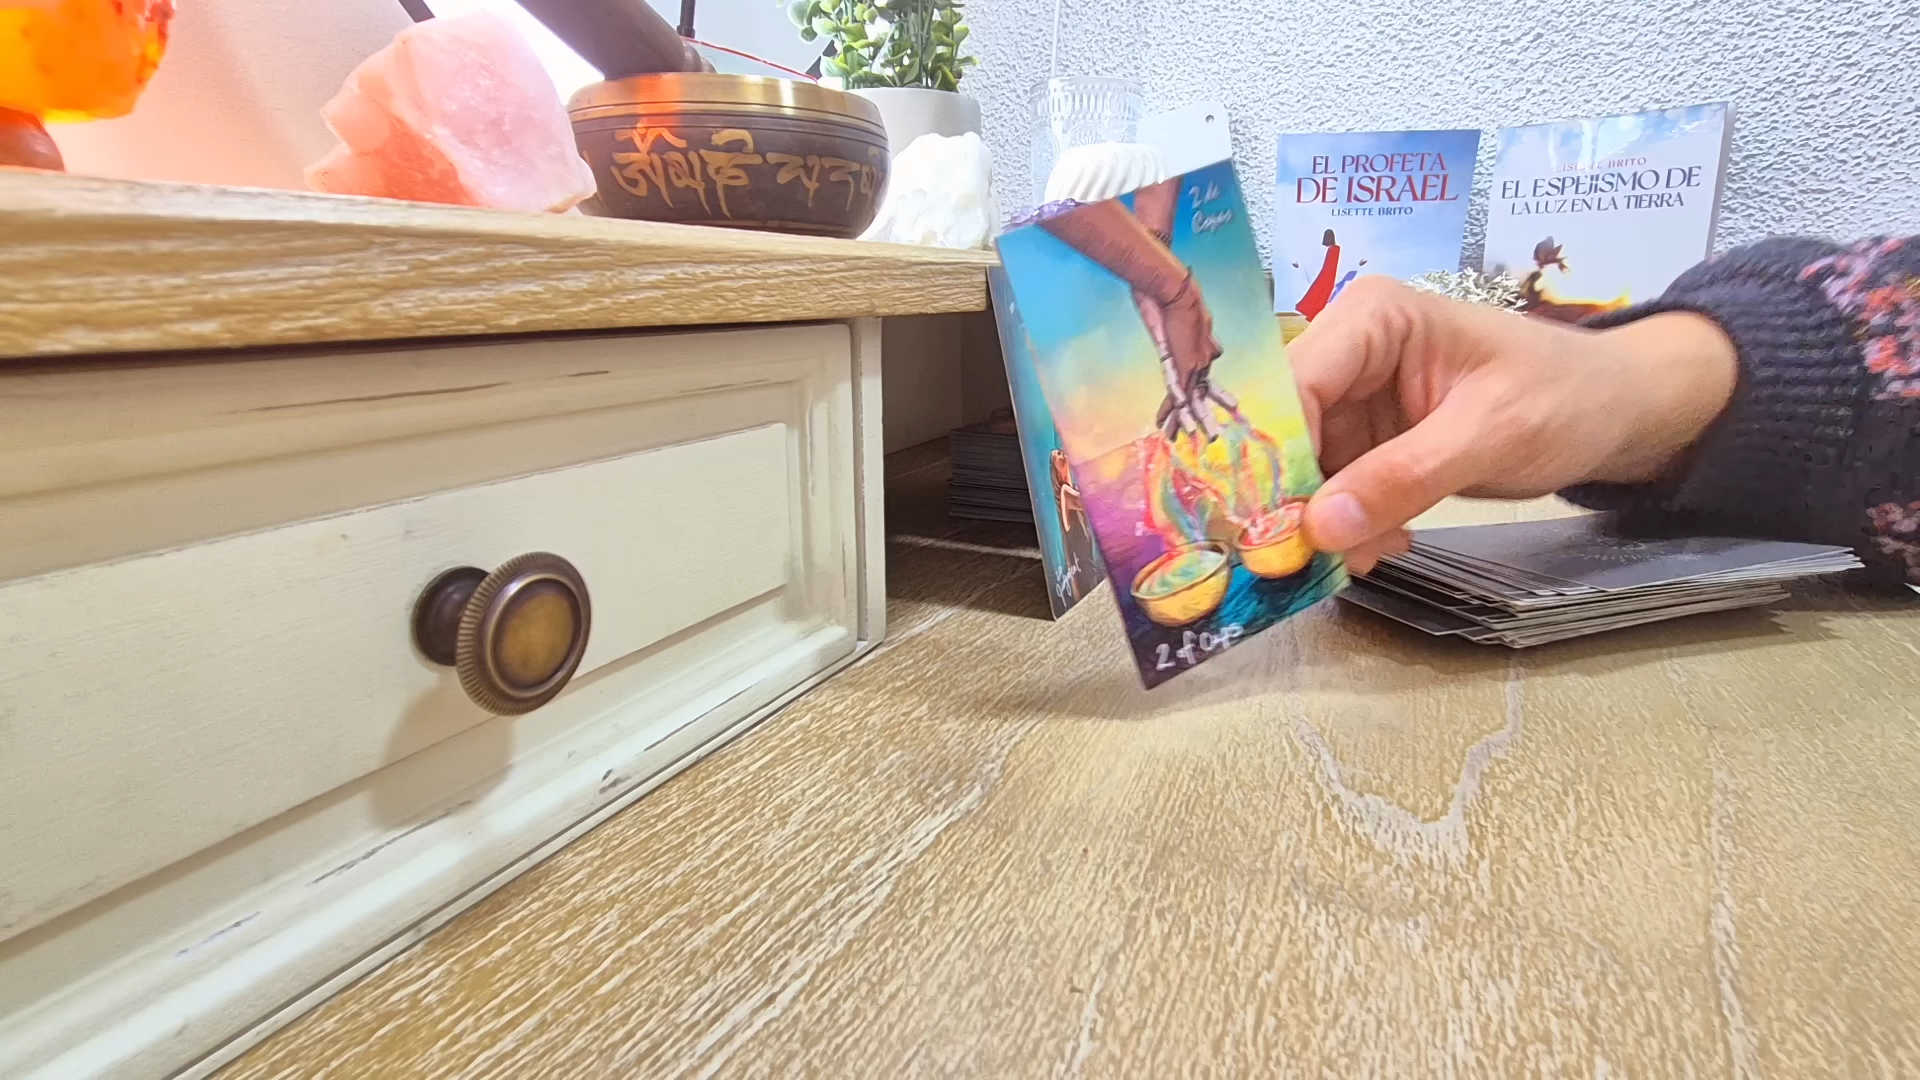 2 de
Copas
2 of Cups
EL PROFETA
DE ISRAEL
LISETTE BRITO
LISETTE BRITO
EL ESPEJISMO DE
LA LUZ EN LA TIERRA